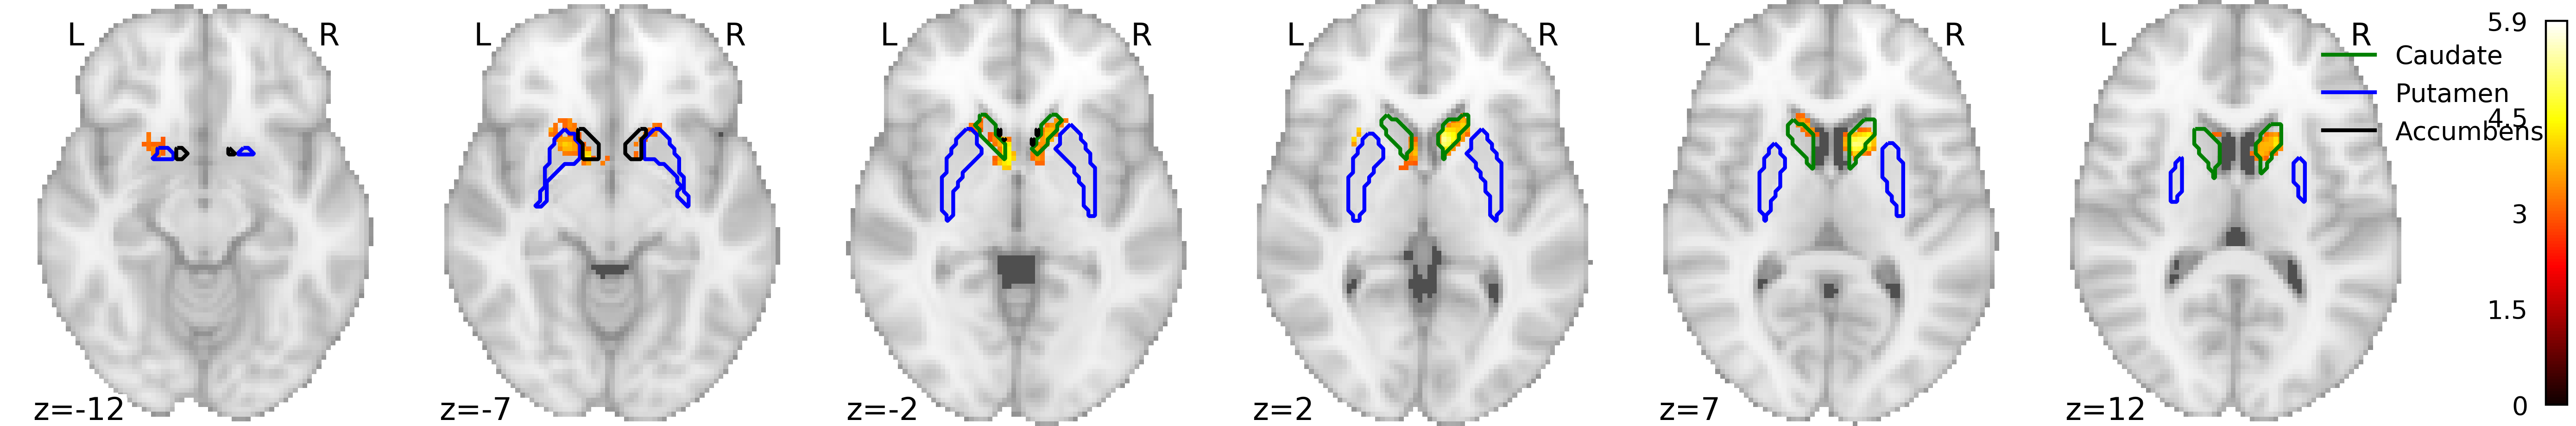 L R
L R
L R
L R
L R
L R
z=-12
z=-7
z=-2
z=2
z=7
z=12
Caudate
Putamen
Accumbens
5.9
4.5
3
1.5
0